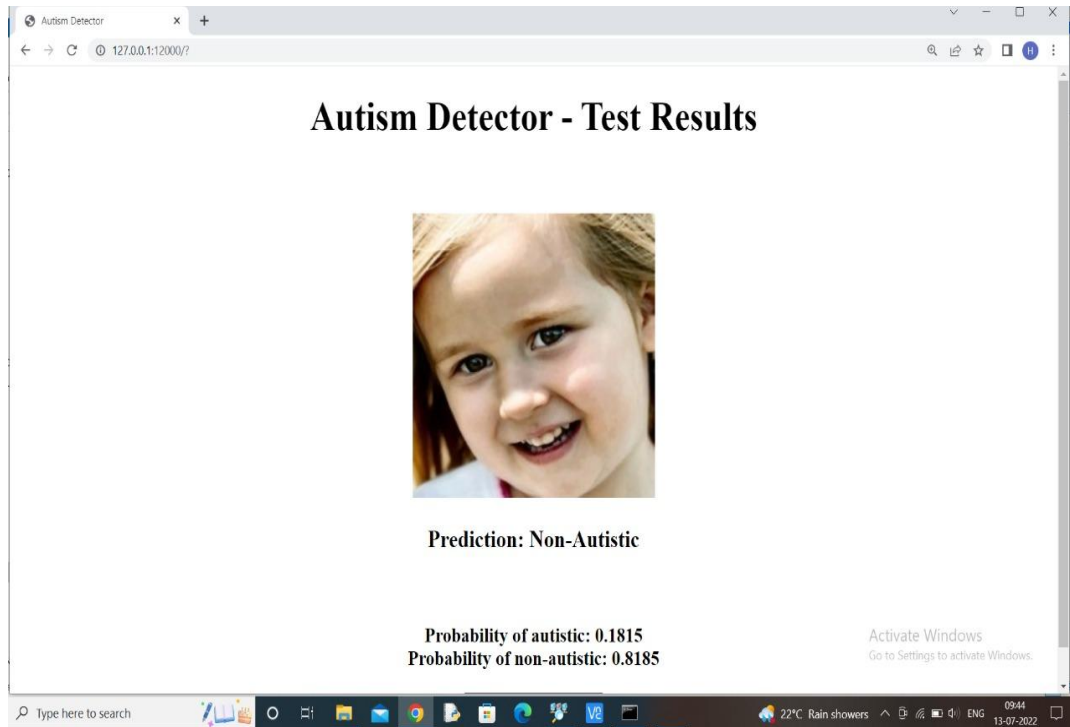 Autism Detector
127.0.0.1:12000/?
H
Autism Detector - Test Results
Prediction: Non-Autistic
Probability of autistic: 0.1815
Probability of non-autistic: 0.8185
Activate Windows
Go to Settings to activate Windows.
Type here to search
22°C Rain showers
ENG
09:44
13-07-2022